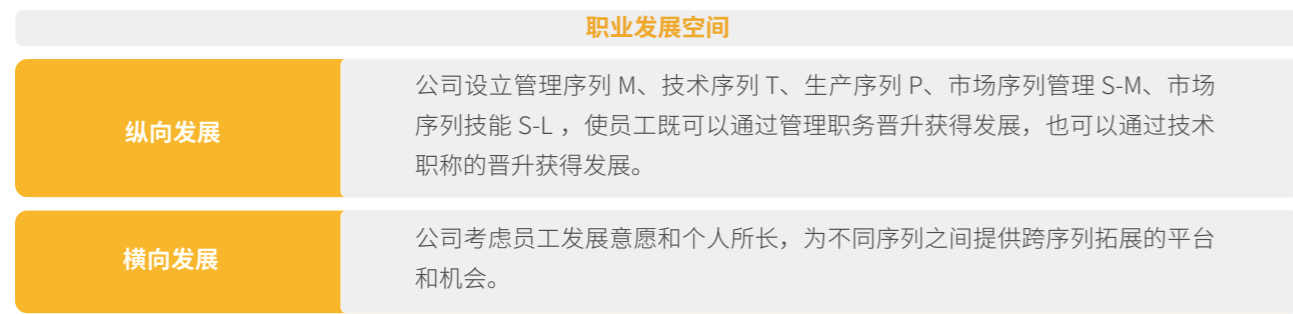 职业发展空间
纵向发展
公司设立管理序列 M、技术序列 T、生产序列 P、市场序列管理 S-M、市场
序列技能 S-L ，使员工既可以通过管理职务晋升获得发展，也可以通过技术
职称的晋升获得发展。
横向发展
公司考虑员工发展意愿和个人所长，为不同序列之间提供跨序列拓展的平台
和机会。